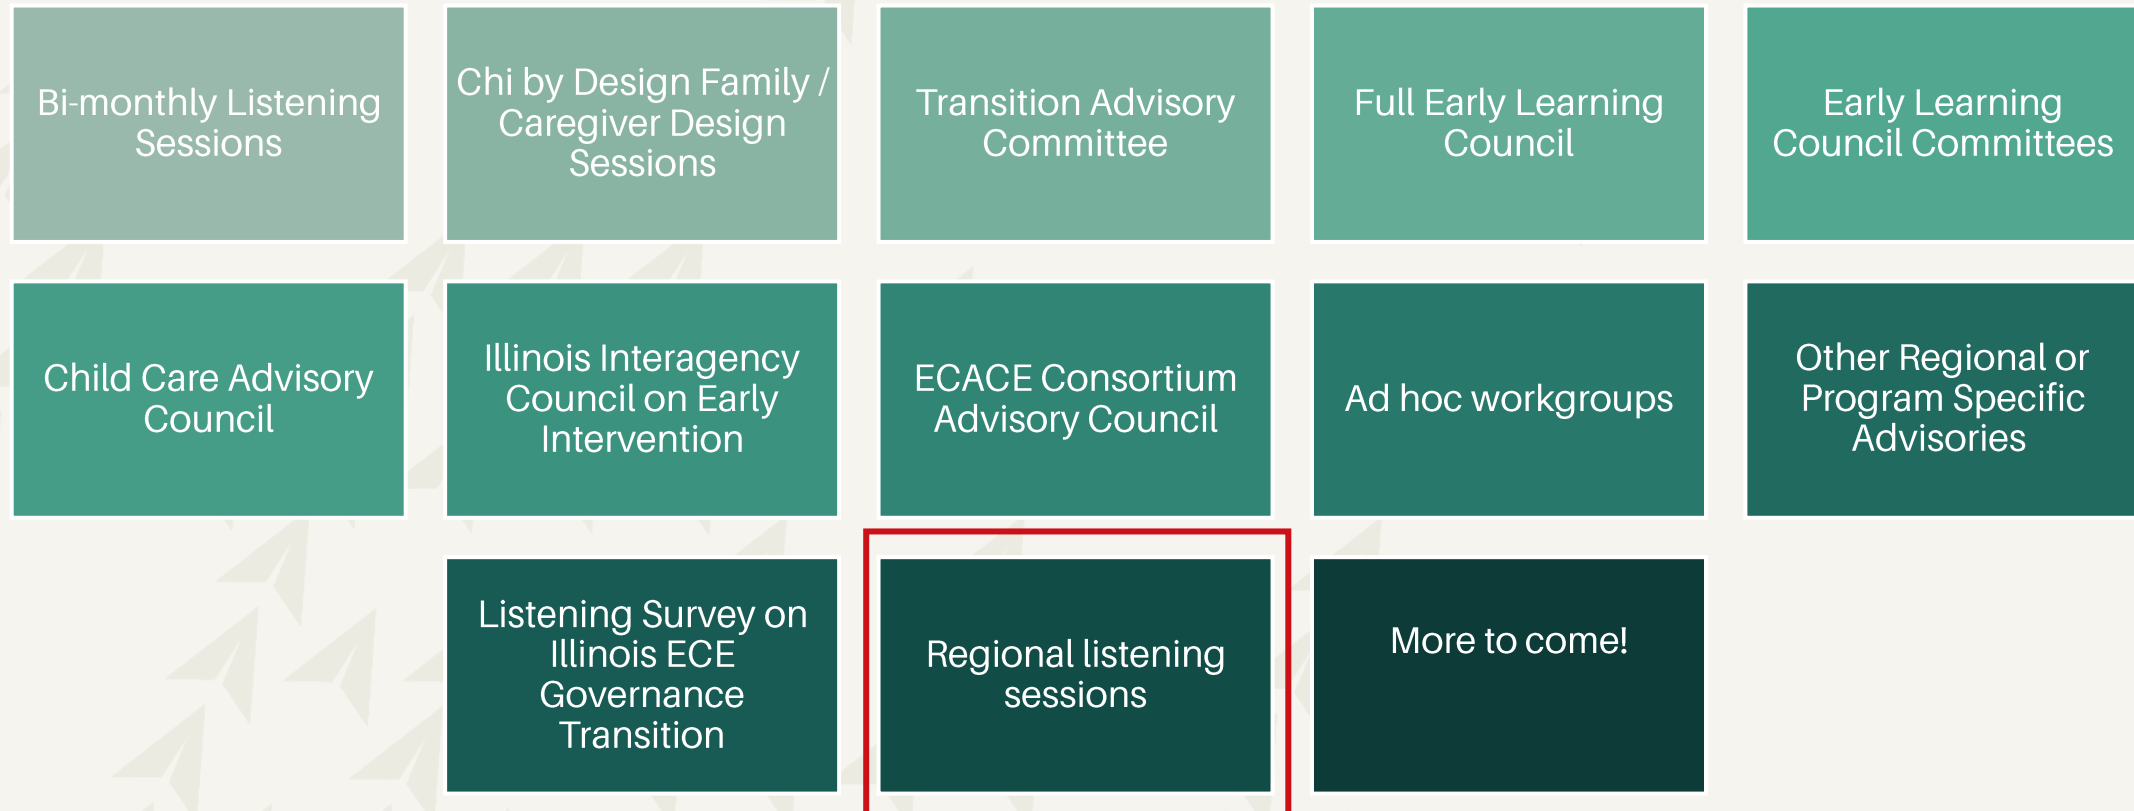 Bi-monthly Listening
Sessions
Chi by Design Family /
Caregiver Design
Sessions
Transition Advisory
Committee
Full Early Learning
Council
Early Learning
Council Committees
Child Care Advisory
Council
Illinois Interagency
Council on Early
Intervention
ECACE Consortium
Advisory Council
Ad hoc workgroups
Other Regional or
Program Specific
Advisories
Listening Survey on
Illinois ECE
Governance
Transition
Regional listening
sessions
More to come!